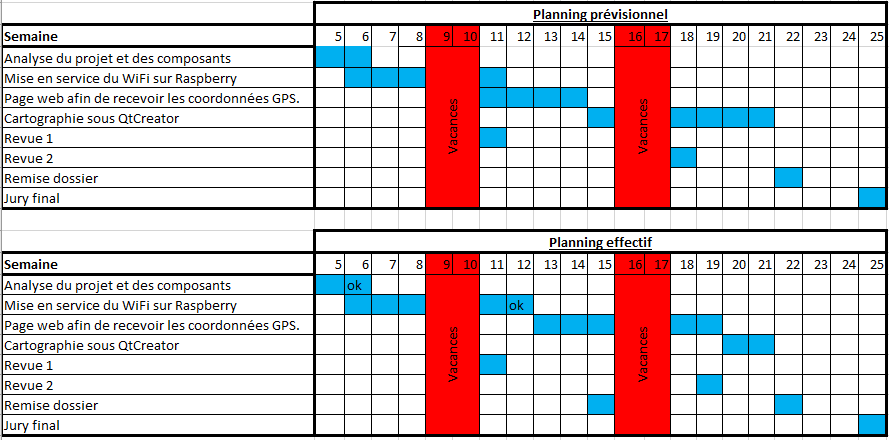 Planning prévisionnel
Semaine 5 6 7 8 9 10 11 12 13 14 15 16 17 18 19 20 21 22 23 24 25
Analyse du projet et des composants
Mise en service du WiFi sur Raspberry
Page web afin de recevoir les coordonnées GPS.
Cartographie sous QtCreator
Revue 1
Revue 2
Remise dossier
Jury final
Vacances
Vacances
Planning effectif
Semaine 5 6 7 8 9 10 11 12 13 14 15 16 17 18 19 20 21 22 23 24 25
Analyse du projet et des composants ok
Mise en service du WiFi sur Raspberry ok
Page web afin de recevoir les coordonnées GPS.
Cartographie sous QtCreator
Revue 1
Revue 2
Remise dossier
Jury final
Vacances
Vacances